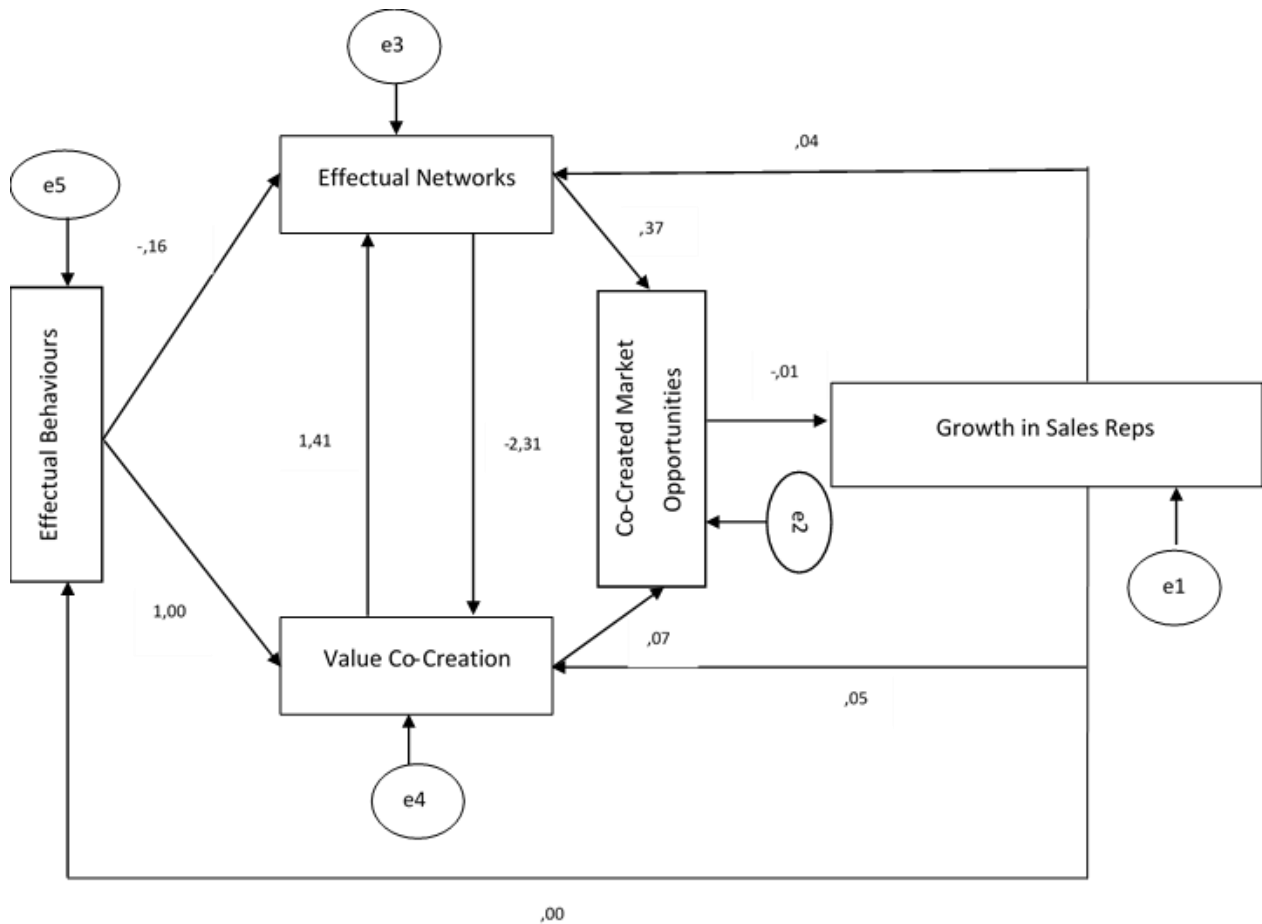 e3
,04
Effectual Networks
e5
-,16
,37
Effectual Behaviours
Co-Created Market
Opportunities
-,01
1,41
-2,31
Growth in Sales Reps
e2
e1
1,00
Value Co-Creation
,07
,05
e4
,00